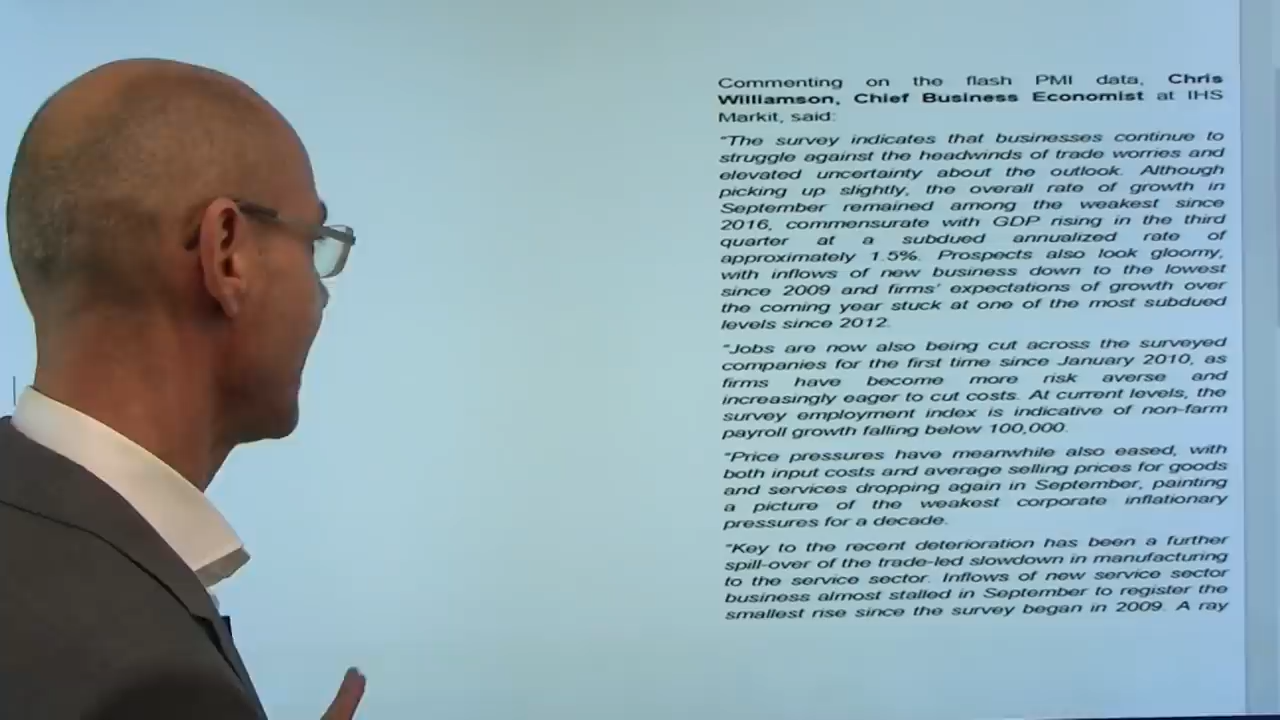 Commenting on the flash PMI data, Chris
Williamson, Chief Business Economist at IHS
Markit, said:
"The survey indicates that businesses continue to
struggle against the headwinds of trade worries and
elevated uncertainty about the outlook. Although
picking up slightly, the overall rate of growth in
September remained among the weakest since
2016, commensurate with GDP rising in the third
quarter at a subdued annualized rate of
approximately 1.5%. Prospects also look gloomy,
with inflows of new business down to the lowest
since 2009 and firms' expectations of growth over
the coming year stuck at one of the most subdued
levels since 2012.
"Jobs are now also being cut across the surveyed
companies for the first time since January 2010, as
firms have become more risk averse and
increasingly eager to cut costs. At current levels, the
survey employment index is indicative of non-farm
payroll growth falling below 100,000.
"Price pressures have meanwhile also eased, with
both input costs and average selling prices for goods
and services dropping again in September, painting
a picture of the weakest corporate inflationary
pressures for a decade.
"Key to the recent deterioration has been a further
spill-over of the trade-led slowdown in manufacturing
to the service sector. Inflows of new service sector
business almost stalled in September to register the
smallest rise since the survey began in 2009. A ray